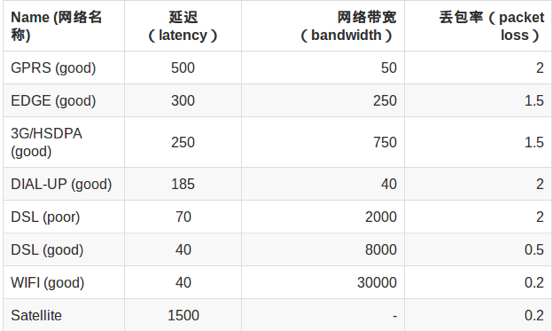 Name (网络名 延迟 网络带宽 丢包率（packet
称) （latency） （bandwidth） loss）
GPRS (good) 500 50 2
EDGE (good) 300 250 1.5
3G/HSDPA
(good) 250 750 1.5
DIAL-UP (good) 185 40 2
DSL (poor) 70 2000 2
DSL (good) 40 8000 0.5
WIFI (good) 40 30000 0.2
Satellite 1500 - 0.2